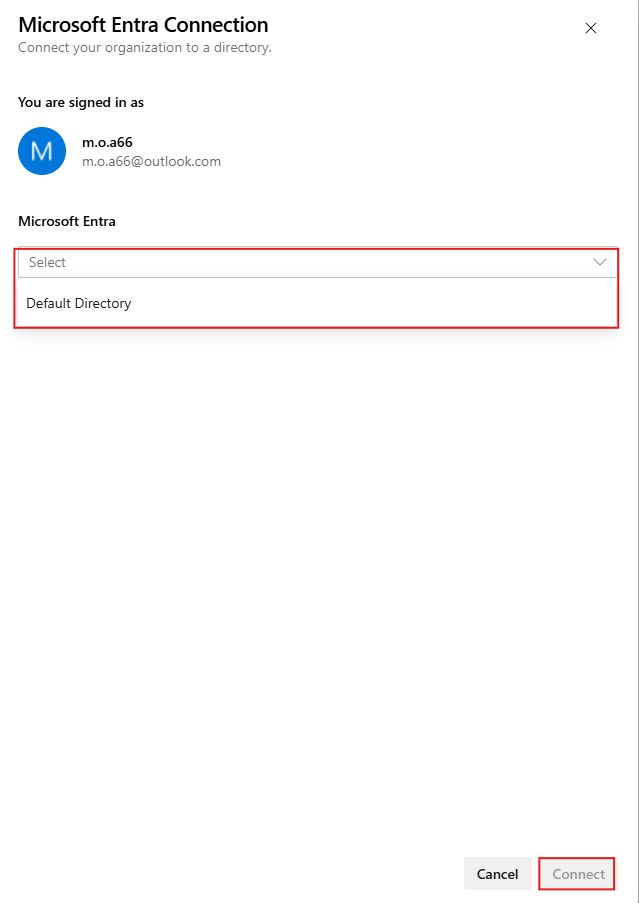 Microsoft Entra Connection
Connect your organization to a directory.
You are signed in as
M
m.o.a66
m.o.a66@outlook.com
Microsoft Entra
Select
Default Directory
Cancel
Connect